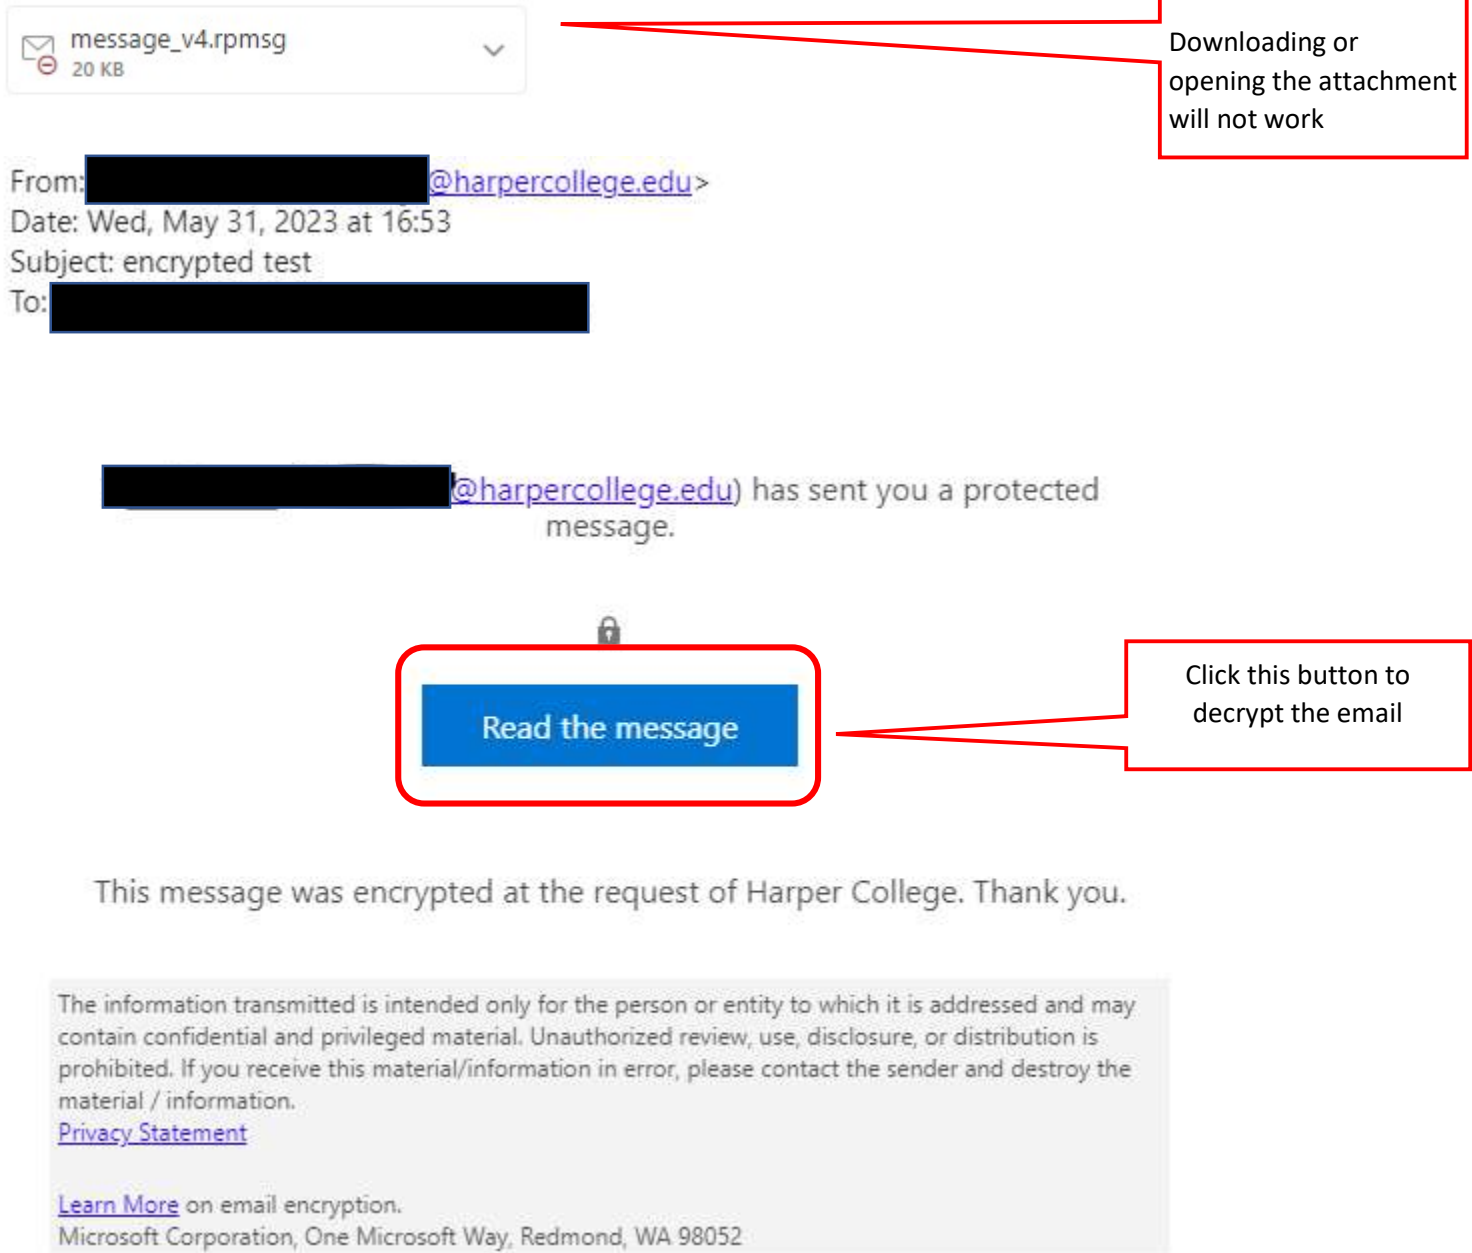 message_v4.rpmsg
20 KB
Downloading or
opening the attachment
will not work
From: @harpercollege.edu>
Date: Wed, May 31, 2023 at 16:53
Subject: encrypted test
To:
@harpercollege.edu) has sent you a protected
message.
Read the message
Click this button to
decrypt the email
This message was encrypted at the request of Harper College. Thank you.
The information transmitted is intended only for the person or entity to which it is addressed and may
contain confidential and privileged material. Unauthorized review, use, disclosure, or distribution is
prohibited. If you receive this material/information in error, please contact the sender and destroy the
material / information.
Privacy Statement
Learn More on email encryption.
Microsoft Corporation, One Microsoft Way, Redmond, WA 98052